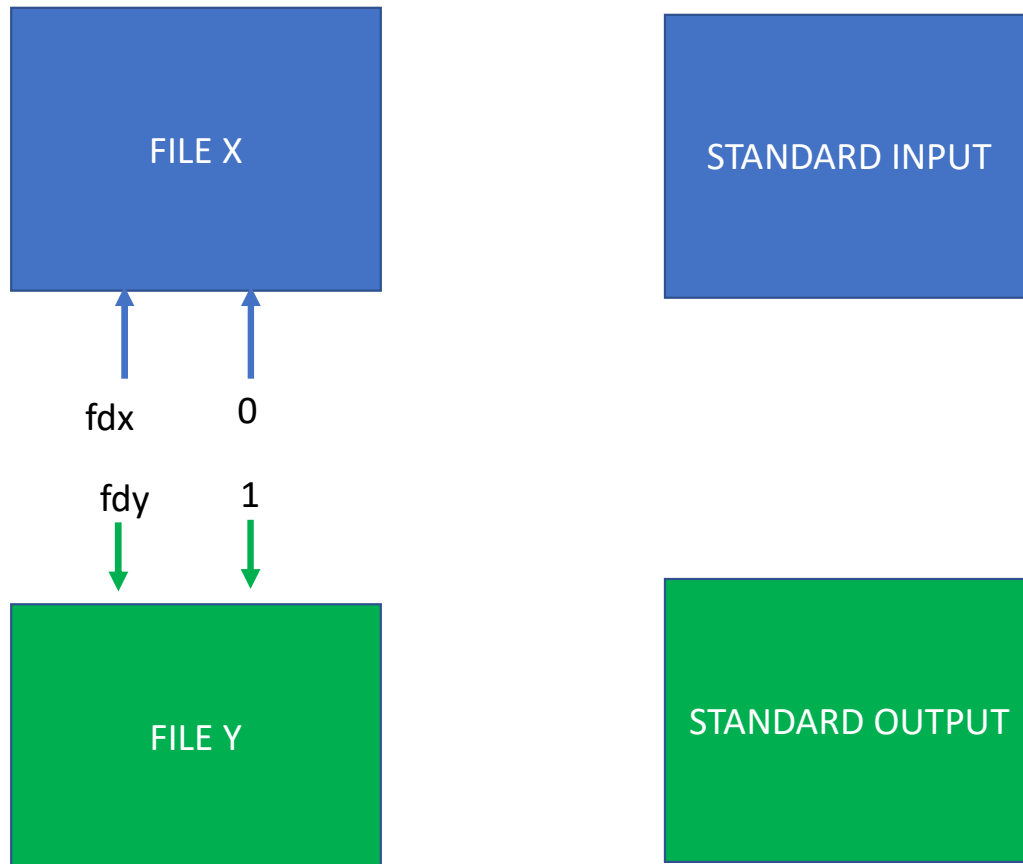 FILE X
STANDARD INPUT
fdx
0
fdy
1
FILE Y
STANDARD OUTPUT